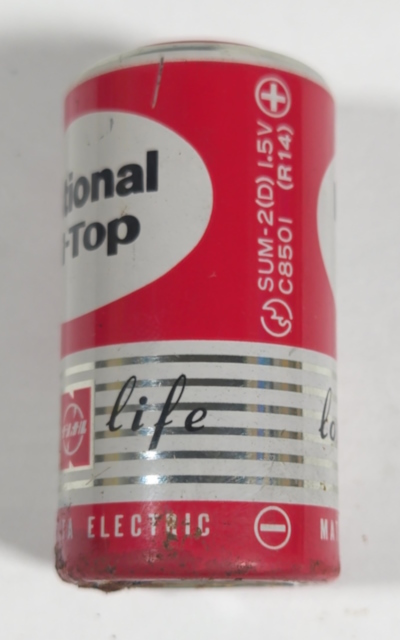 tional
-Top
SUM-2(D) 1.5V
C8501 (R14)
life
ELECTRIC